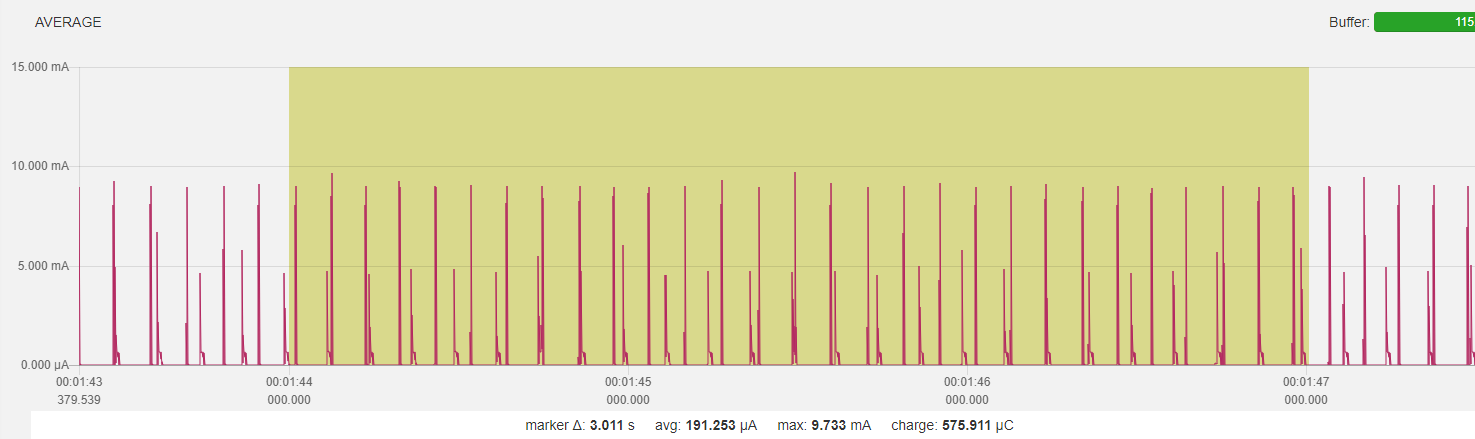 AVERAGE
Buffer: 115
15.000 mA
10.000 mA
5.000 mA
0.000 µA
00:01:43 00:01:44 00:01:45 00:01:46 00:01:47
379.539 000.000 000.000 000.000 000.000
marker Δ: 3.011 s avg: 191.253 µA max: 9.733 mA charge: 575.911 µC